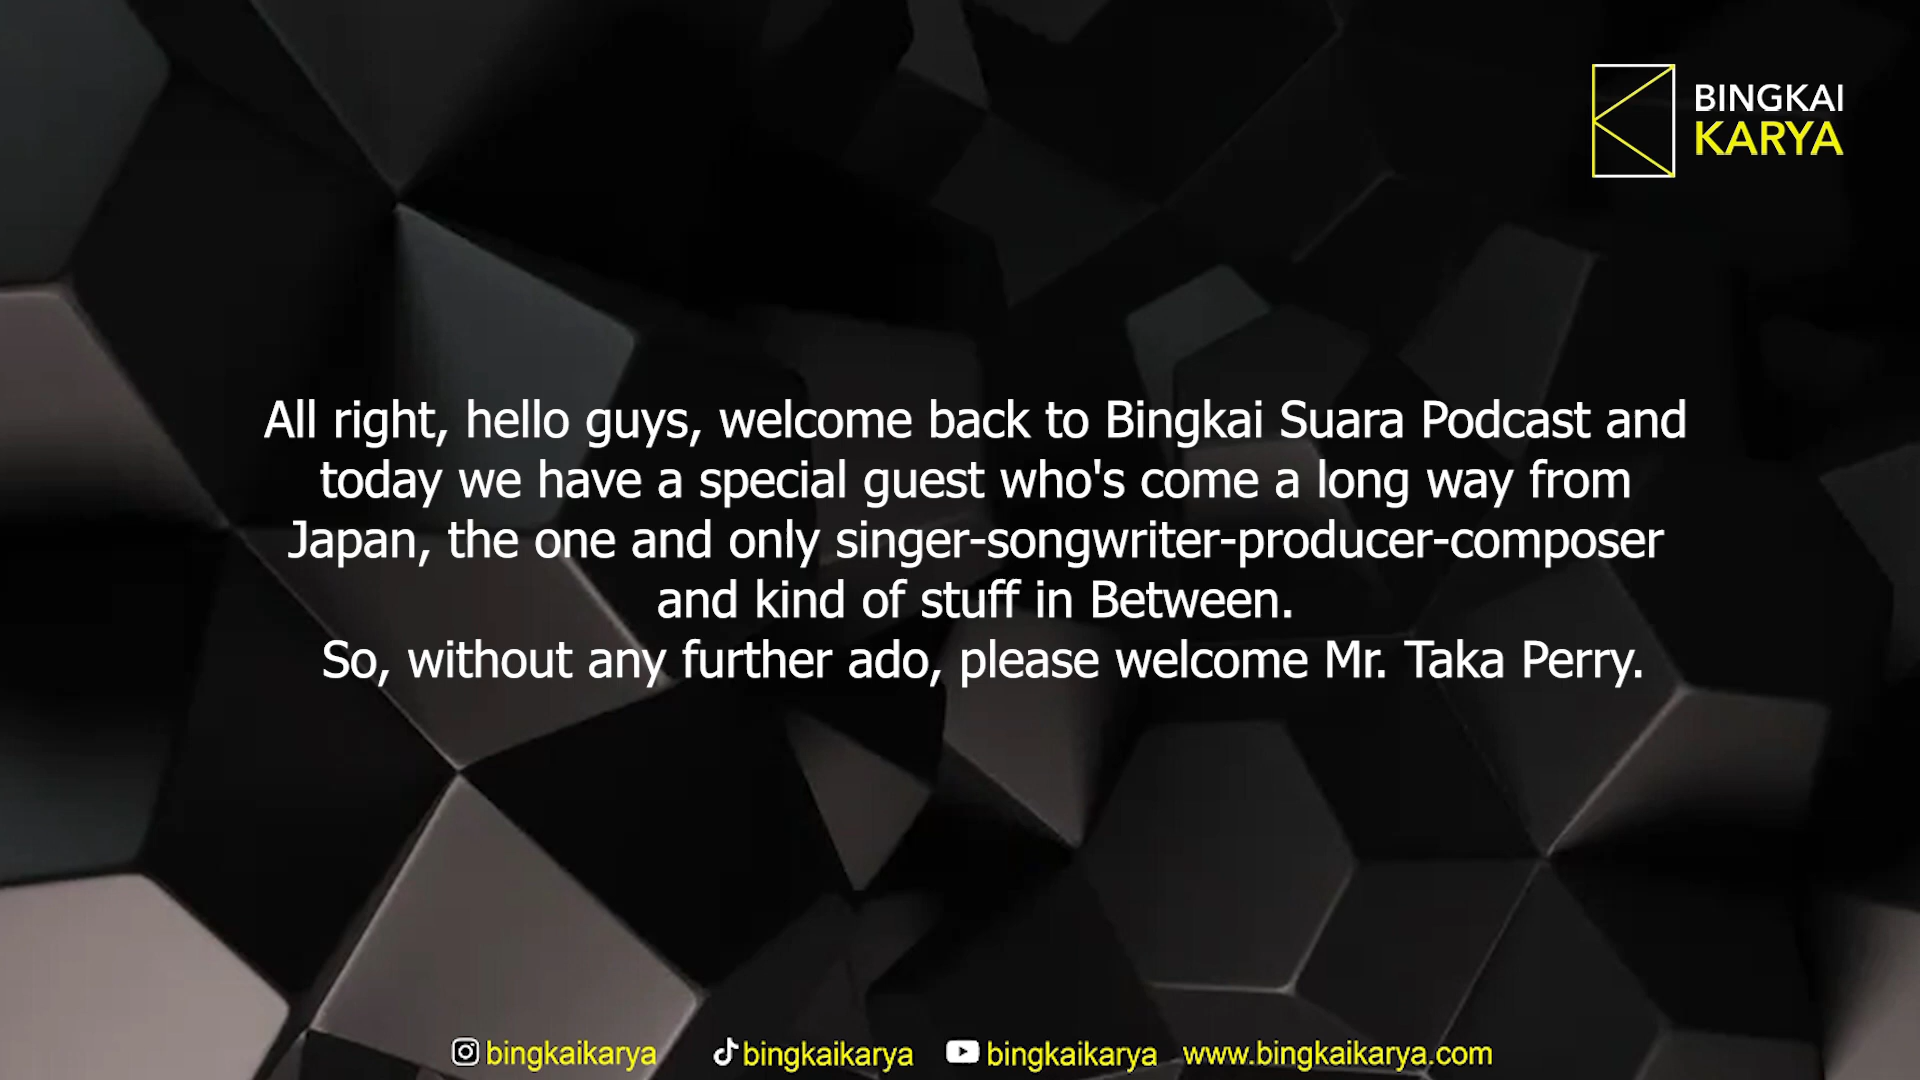 BINGKAI
KARYA
All right, hello guys, welcome back to Bingkai Suara Podcast and
today we have a special guest who's come a long way from
Japan, the one and only singer-songwriter-producer-composer
and kind of stuff in Between.
So, without any further ado, please welcome Mr. Taka Perry.
bingkaikarya bingkaikarya bingkaikarya www.bingkaikarya.com